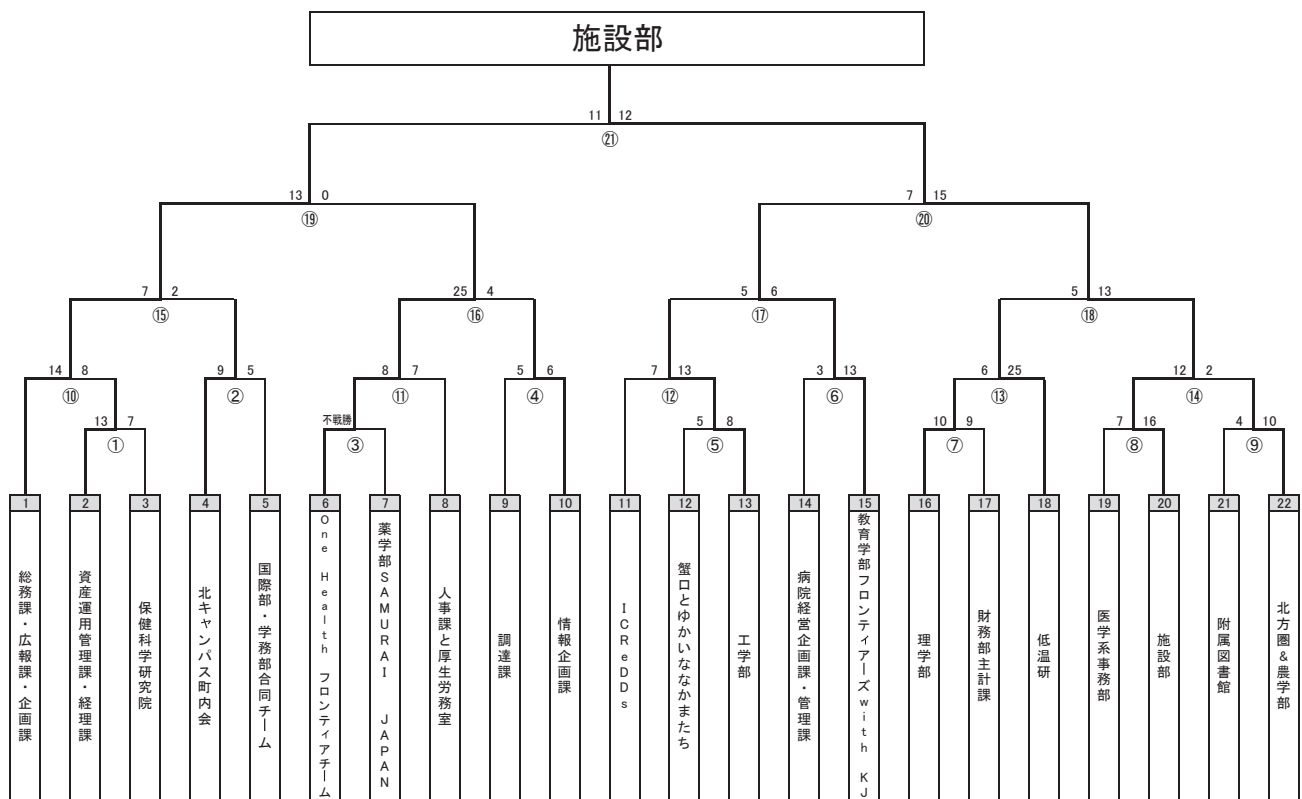 施設部
11 12
㉑
13 0
⑲
7 15
⑳
7 2
⑮
25 4
⑯
5 6
⑰
5 13
⑱
14 8
⑩
9 5
②
8 7
⑪
5 6
④
7 13
⑫
3 13
⑥
6 25
⑬
12 2
⑭
13 7
①
不戦勝
③
5 8
⑤
10 9
⑦
7 16
⑧
4 10
⑨
1
総務課・広報課・企画課
2
資産運用管理課・経理課
3
保健科学研究院
4
北キャンパス町内会
5
国際部・学務部合同チーム
6
One Health フロンティアチーム
7
薬学部SAMURAI JAPAN
8
人事課と厚生労務室
9
調達課
10
情報企画課
11
ICReDDs
12
蟹口とゆかいななかまたち
13
工学部
14
病院経営企画課・管理課
15
教育学部フロンティアーズwith KJ
16
理学部
17
財務部主計課
18
低温研
19
医学系事務部
20
施設部
21
附属図書館
22
北方圏&農学部